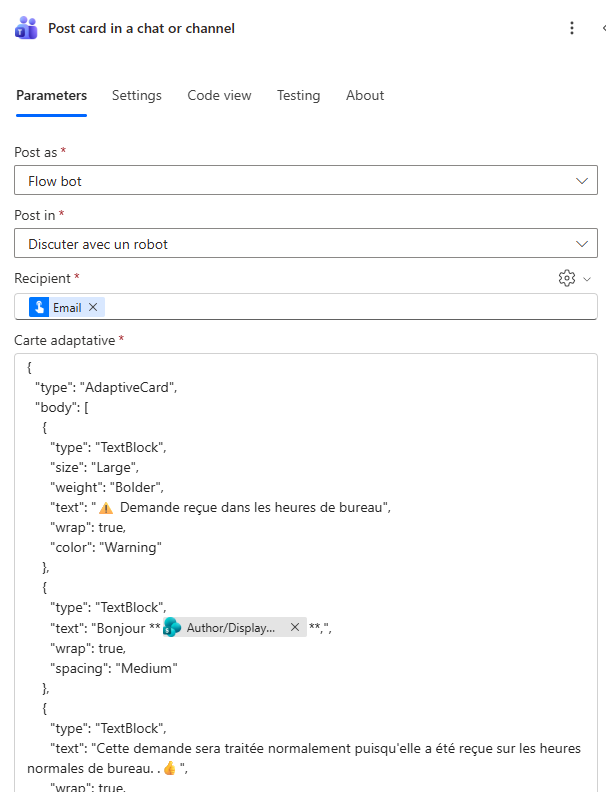 Post card in a chat or channel
Parameters Settings Code view Testing About
Post as *
Flow bot
Post in *
Discuter avec un robot
Recipient *
Email
Carte adaptative *
{
"type": "AdaptiveCard",
"body": [
{
"type": "TextBlock",
"size": "Large",
"weight": "Bolder",
"text": "⚠️ Demande reçue dans les heures de bureau",
"wrap": true,
"color": "Warning"
},
{
"type": "TextBlock",
"text": "Bonjour ** Author/Display... **,",
"wrap": true,
"spacing": "Medium"
},
{
"type": "TextBlock",
"text": "Cette demande sera traitée normalement puisqu'elle a été reçue sur les heures
normales de bureau. . 👍 ",
"wrap": true,